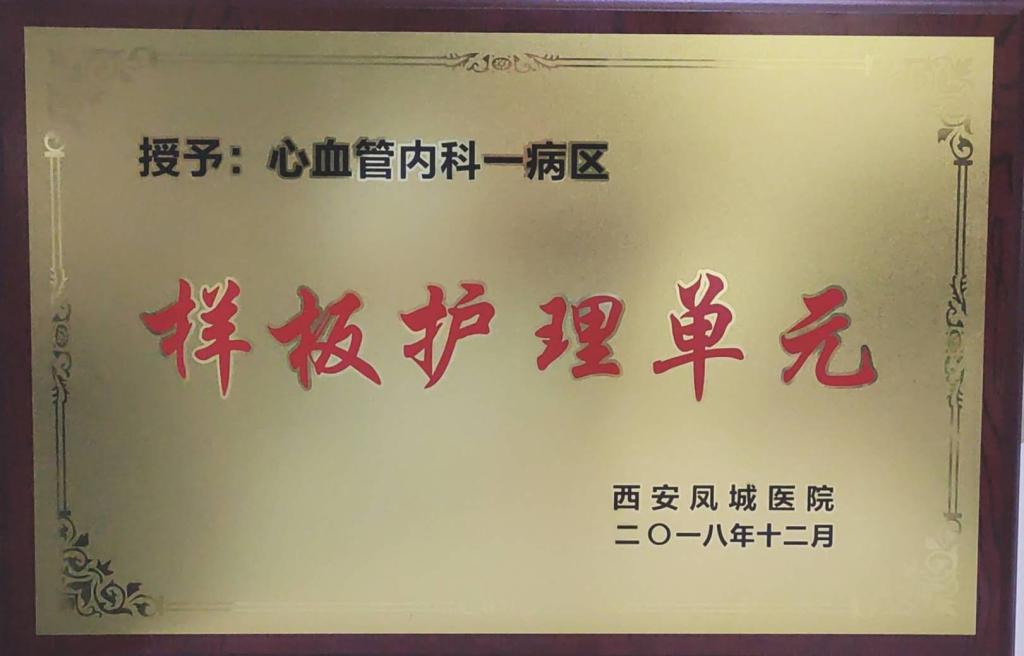 授予：心血管内科一病区
样板护理单元
西安凤城医院
二〇一八年十二月